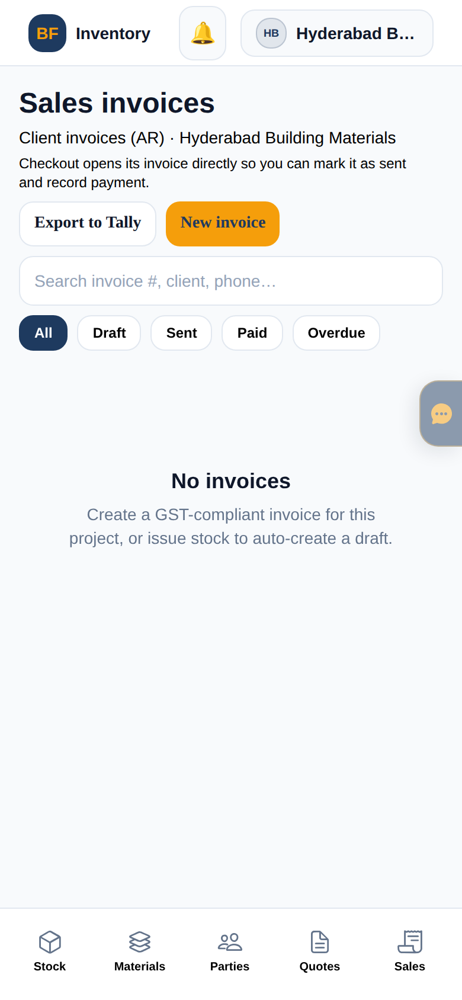 BF Inventory
HB Hyderabad B...
Sales invoices
Client invoices (AR) · Hyderabad Building Materials
Checkout opens its invoice directly so you can mark it as sent
and record payment.
Export to Tally
New invoice
Search invoice #, client, phone...
All
Draft
Sent
Paid
Overdue
No invoices
Create a GST-compliant invoice for this
project, or issue stock to auto-create a draft.
Stock
Materials
Parties
Quotes
Sales